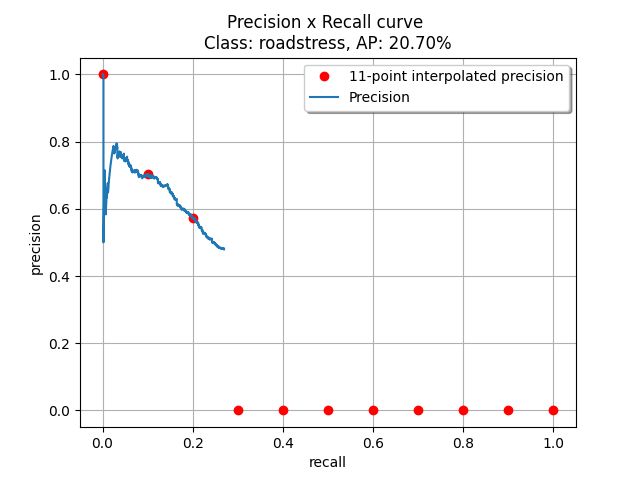 Precision x Recall curve
Class: roadstress, AP: 20.70%
11-point interpolated precision
Precision
1.0
0.8
0.6
0.4
0.2
0.0
precision
0.0 0.2 0.4 0.6 0.8 1.0
recall